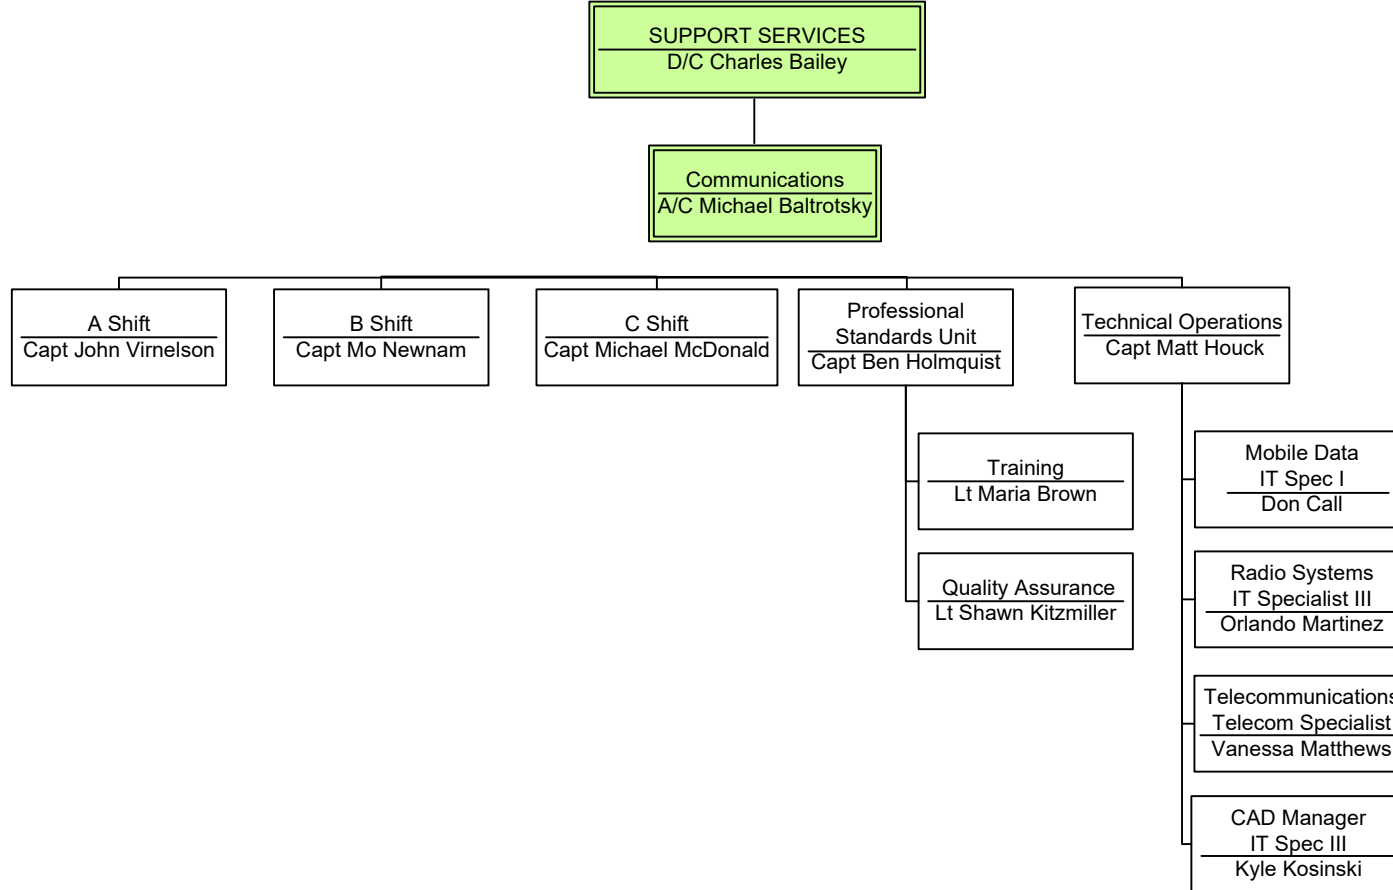 SUPPORT SERVICES
D/C Charles Bailey
Communications
A/C Michael Baltrotsky
A Shift
Capt John Virnelson
B Shift
Capt Mo Newnam
C Shift
Capt Michael McDonald
Professional
Standards Unit
Capt Ben Holmquist
Technical Operations
Capt Matt Houck
Training
Lt Maria Brown
Quality Assurance
Lt Shawn Kitzmiller
Mobile Data
IT Spec I
Don Call
Radio Systems
IT Specialist III
Orlando Martinez
Telecommunications
Telecom Specialist
Vanessa Matthews
CAD Manager
IT Spec III
Kyle Kosinski